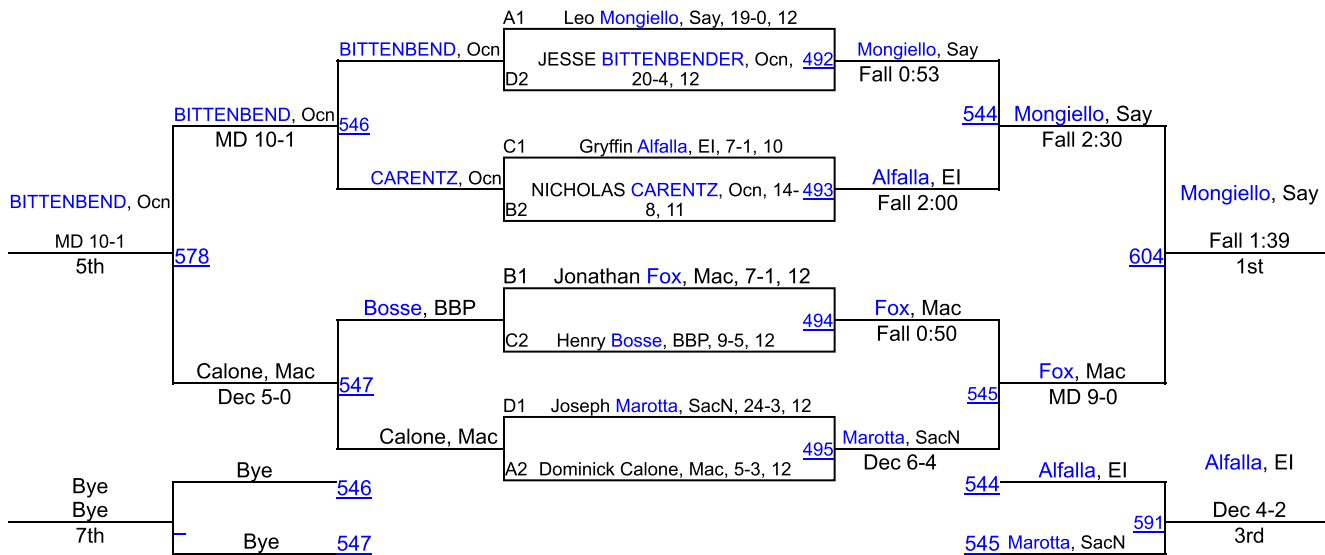 A1 Leo Mongiello, Say, 19-0, 12
BITTENBEND, Ocn
JESSE BITTENBENDER, Ocn, 492
20-4, 12
D2
Mongiello, Say
Fall 0:53
BITTENBEND, Ocn
MD 10-1
546
544
Mongiello, Say
Fall 2:30
C1 Gryffin Alfalla, EI, 7-1, 10
CARENTZ, Ocn
NICHOLAS CARENTZ, Ocn, 14- 493
8, 11
B2
Alfalla, EI
Fall 2:00
BITTENBEND, Ocn
MD 10-1
5th
578
Mongiello, Say
604
Fall 1:39
1st
B1 Jonathan Fox, Mac, 7-1, 12
Bosse, BBP
494
C2 Henry Bosse, BBP, 9-5, 12
Fox, Mac
Fall 0:50
Calone, Mac
Dec 5-0
547
545
Fox, Mac
MD 9-0
D1 Joseph Marotta, SacN, 24-3, 12
Calone, Mac
495
A2 Dominick Calone, Mac, 5-3, 12
Marotta, SacN
Dec 6-4
Bye
546
Bye
Bye
7th
Bye
547
544
Alfalla, EI
Alfalla, EI
591
Dec 4-2
3rd
545
Marotta, SacN